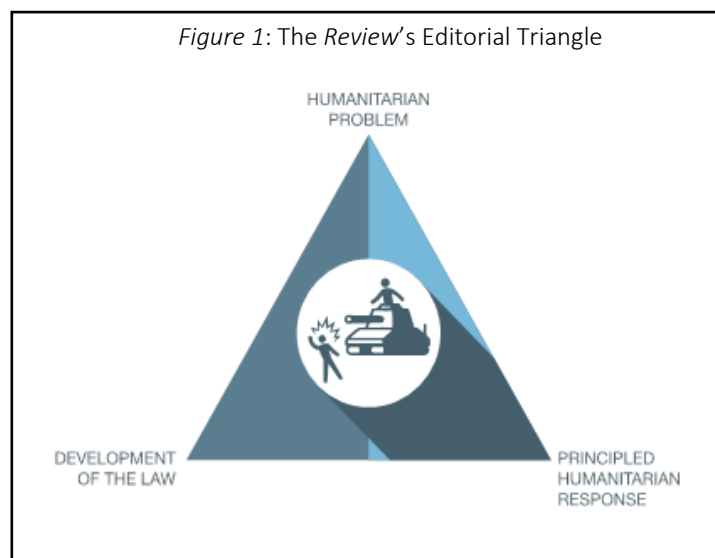 Figure 1: The Review's Editorial Triangle
HUMANITARIAN
PROBLEM
DEVELOPMENT
OF THE LAW
PRINCIPLED
HUMANITARIAN
RESPONSE